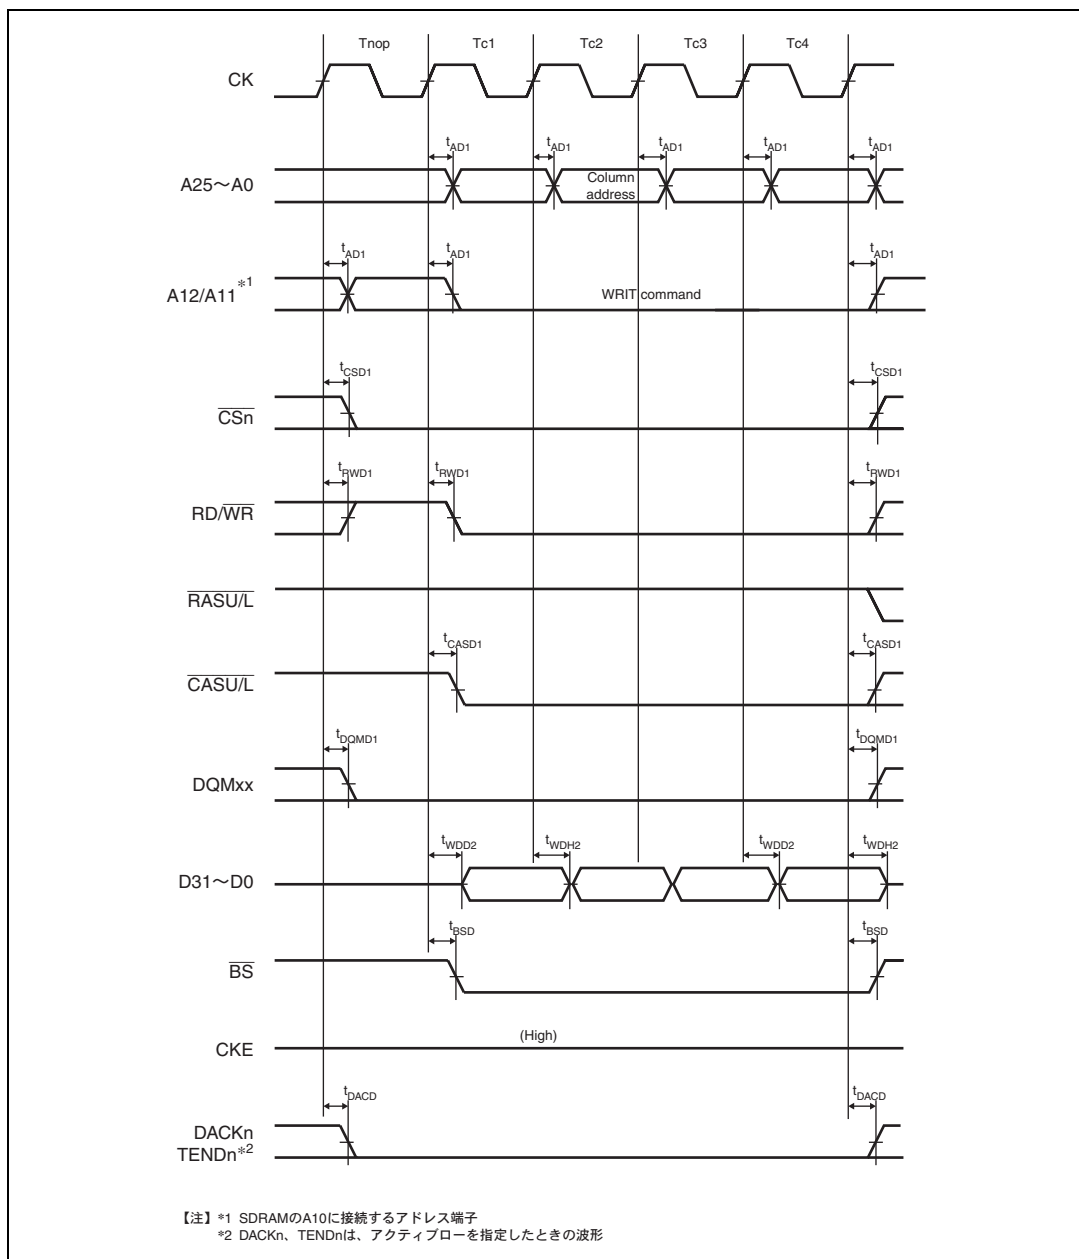 Tnop Tc1 Tc2 Tc3 Tc4
CK
tAD1 tAD1 tAD1 tAD1 tAD1
A25～A0
Column
address
tAD1 tAD1 tAD1
A12/A11*1
WRIT command
tCSD1 tCSD1
CSn
tRWD1 tRWD1 tRWD1
RD/WR
RASU/L
tCASD1 tCASD1
CASU/L
tDQMD1 tDQMD1
DQMxx
tWDD2 tWDH2 tWDD2 tWDH2
D31～D0
tBSD tBSD
BS
(High)
CKE
tDACD tDACD
DACKn
TENDn*2
【注】*1 SDRAMのA10に接続するアドレス端子
*2 DACKn、TENDnは、アクティブローを指定したときの波形